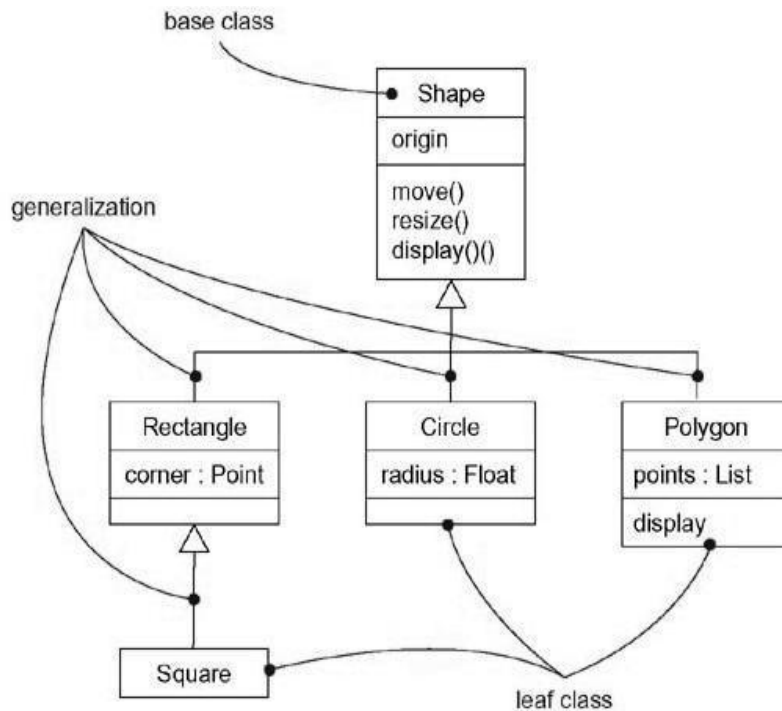 base class
Shape
origin
move()
resize()
display()()
generalization
Rectangle
corner : Point
Circle
radius : Float
Polygon
points : List
display
Square
leaf class